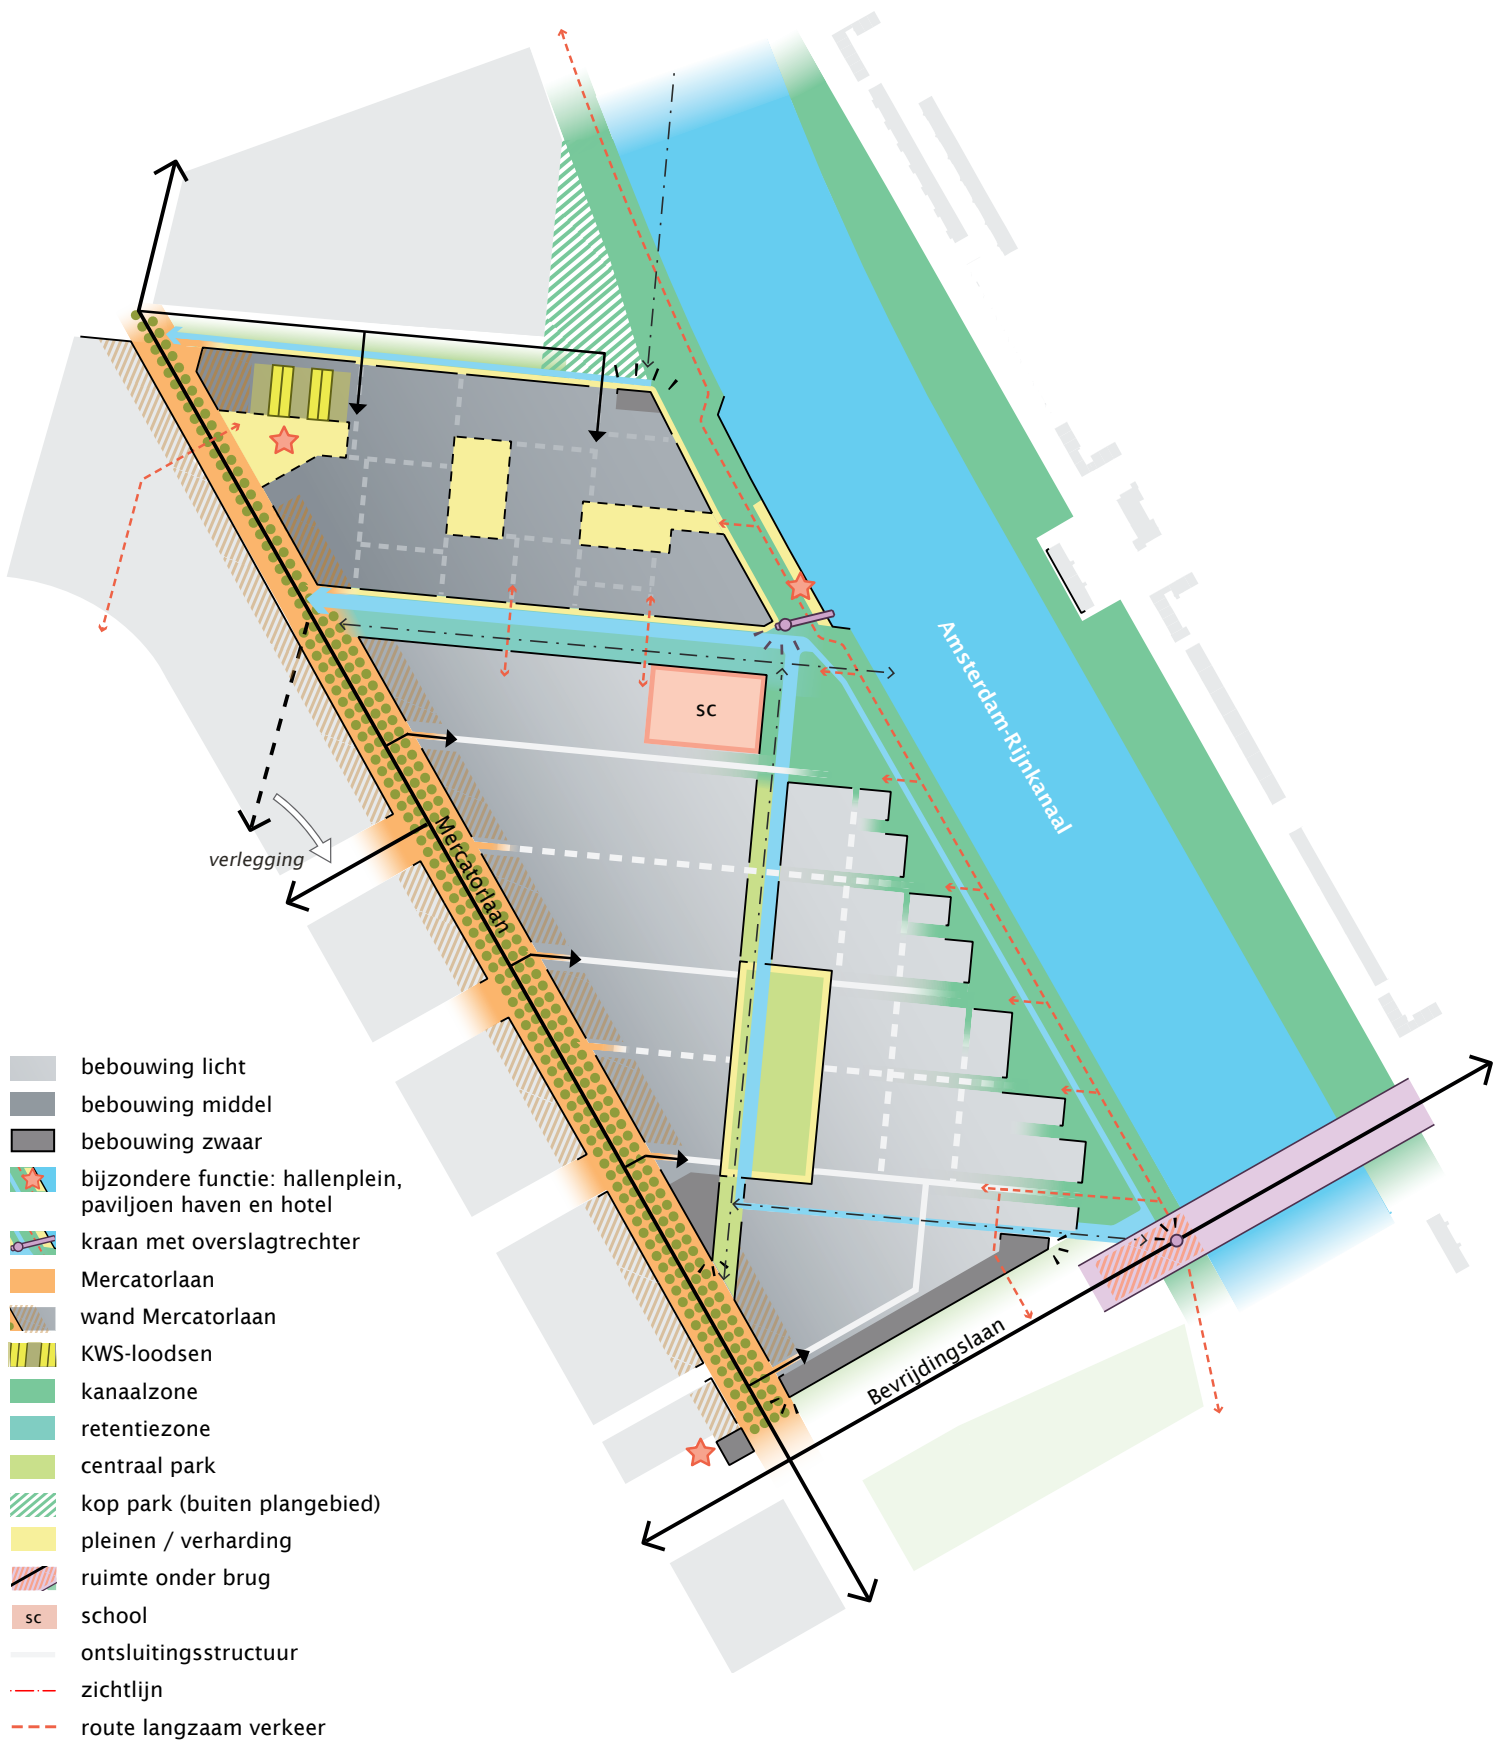 sc
Amsterdam-Rijnkanaal
verlegging
Mercatorlaan
Bevrijdingslaan
bebouwing licht
bebouwing middel
bebouwing zwaar
bijzondere functie: hallenplein,
paviljoen haven en hotel
kraan met overslagtrechter
Mercatorlaan
wand Mercatorlaan
KWS-loodsen
kanaalzone
retentiezone
centraal park
kop park (buiten plangebied)
pleinen / verharding
ruimte onder brug
sc school
ontsluitingsstructuur
zichtlijn
route langzaam verkeer